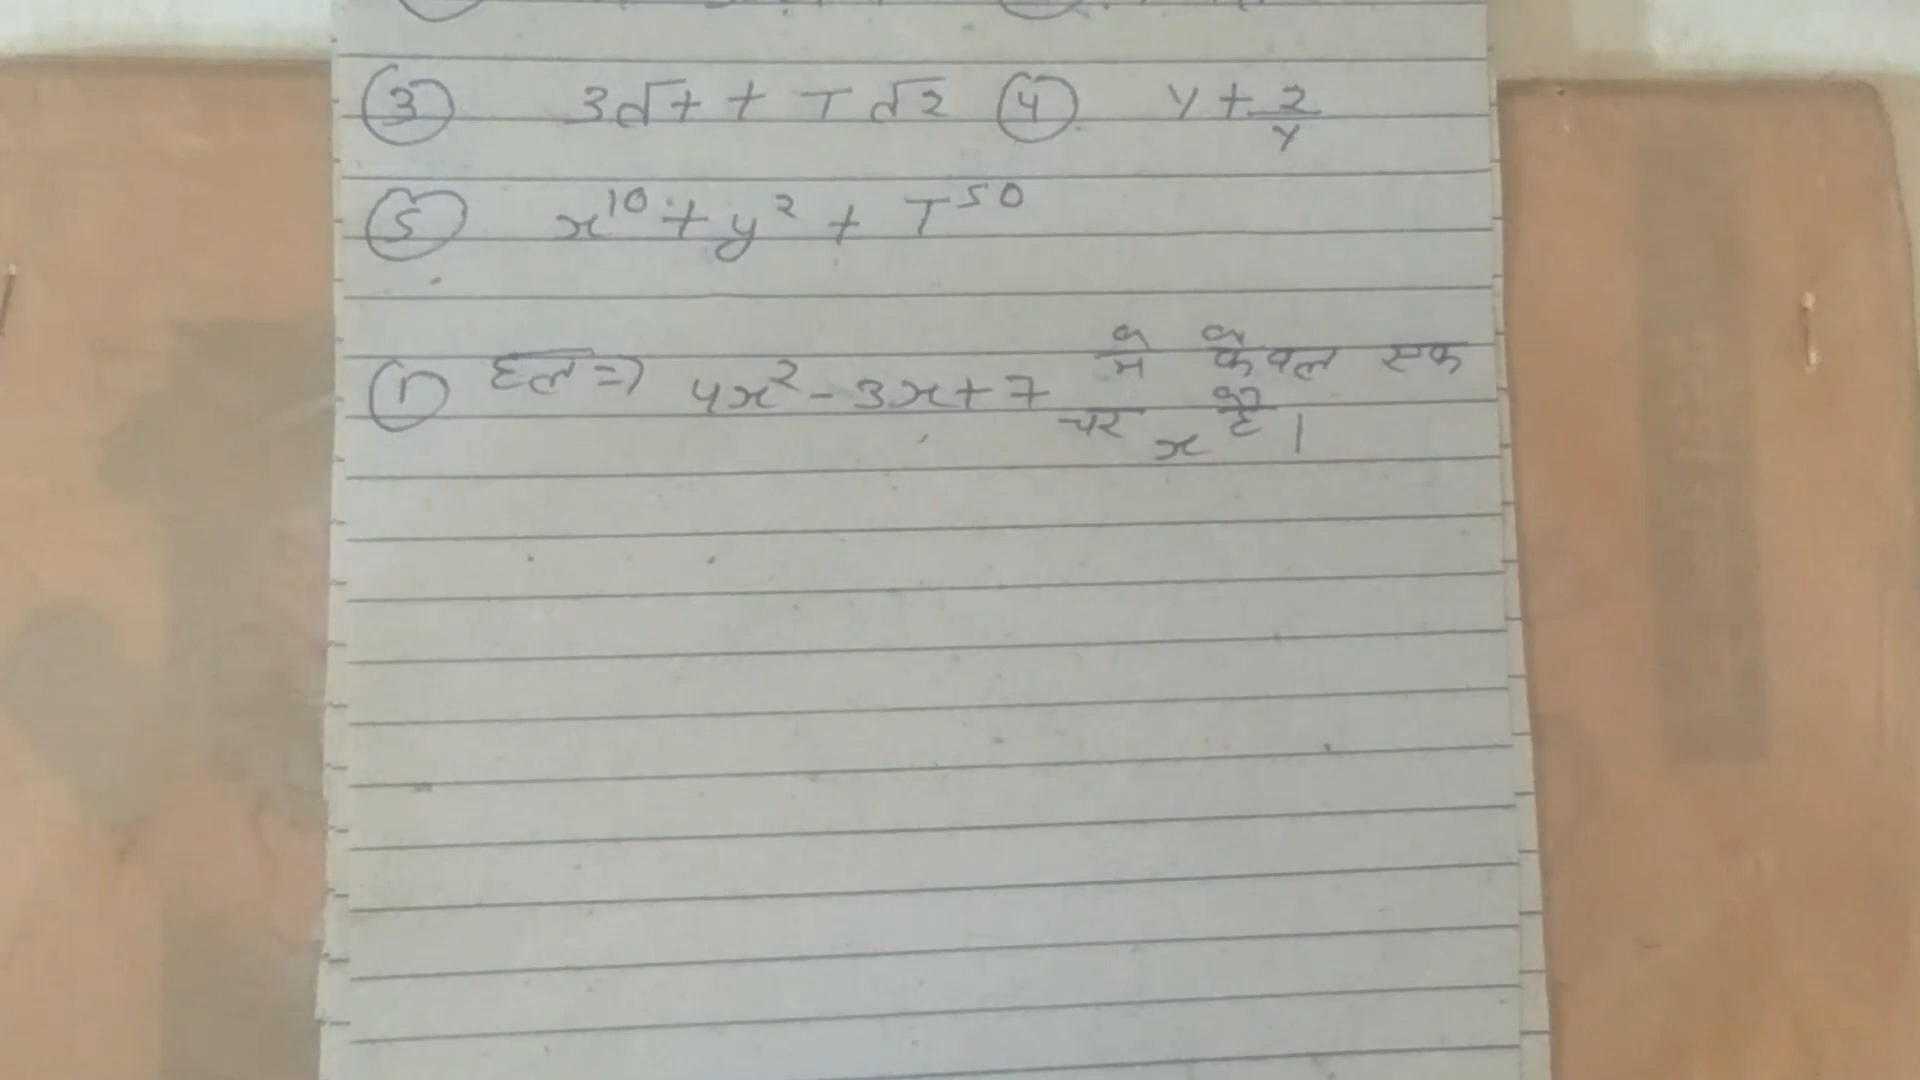 ③ 3√t + T√2 ④ y + 2/y
⑤ x¹⁰ + y² + T⁵⁰
① हल ⇒ 4x² - 3x + 7 में केवल एक
चर x है।